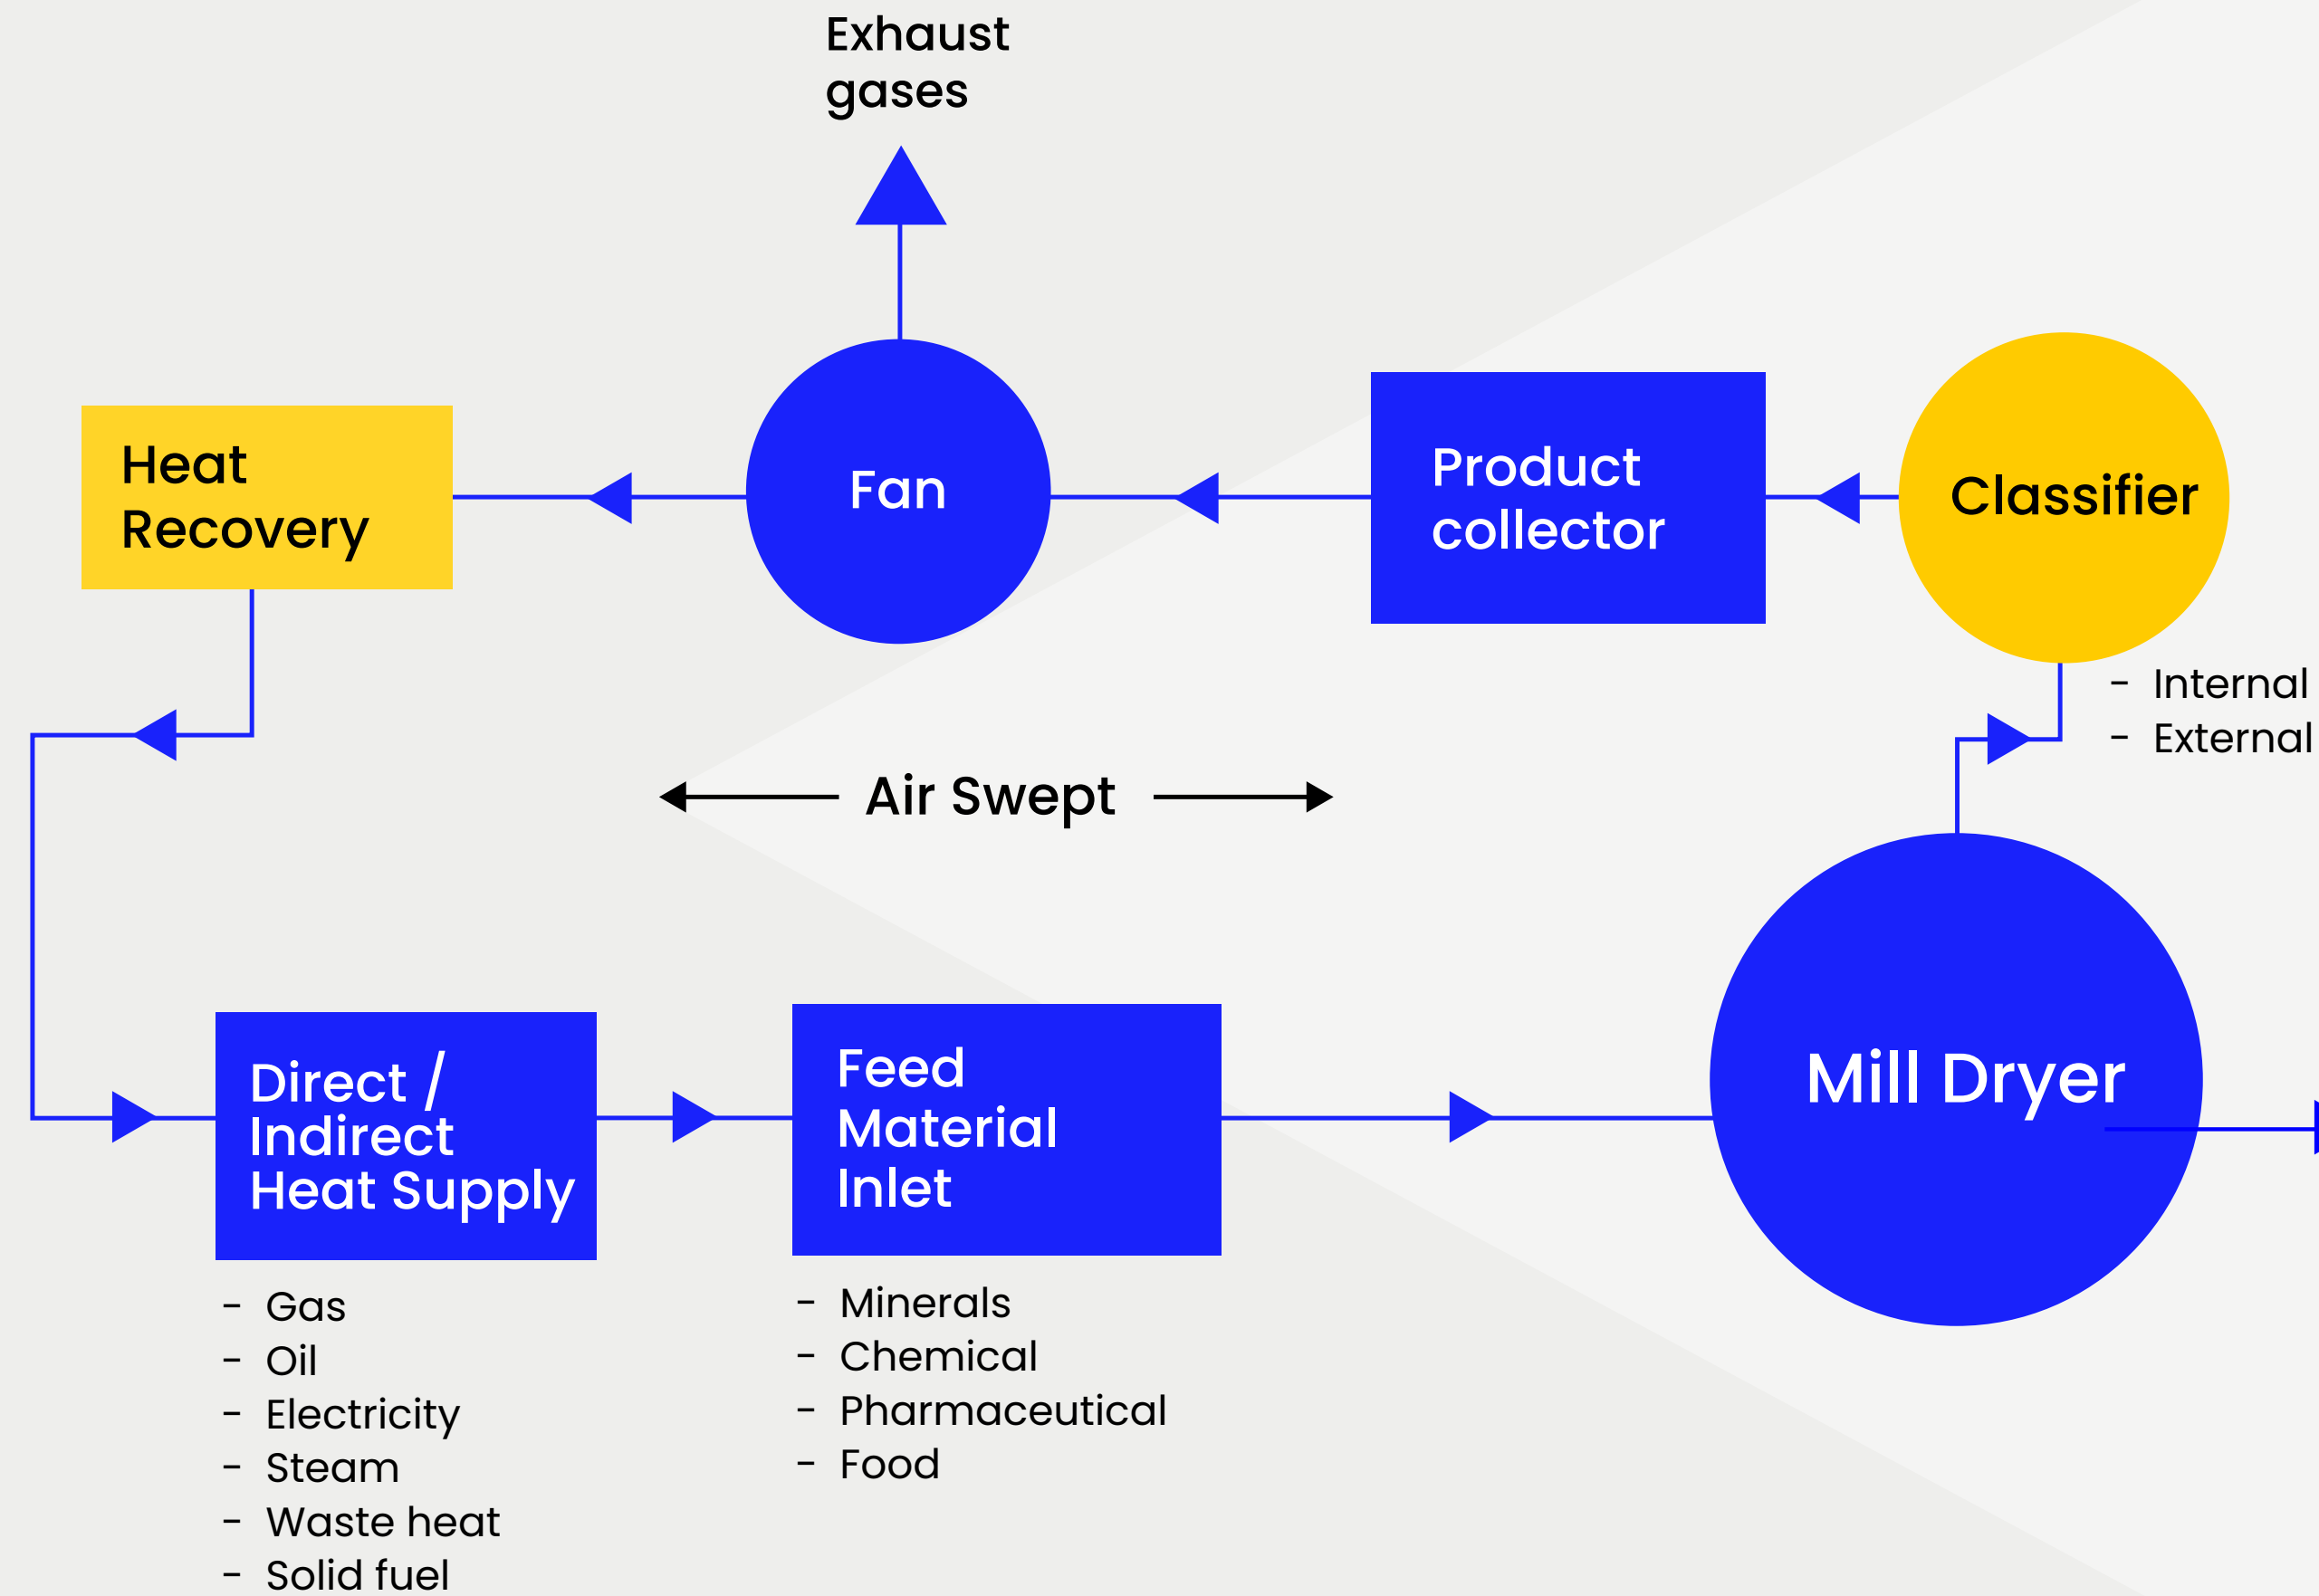 Exhaust
gases
Heat
Recovery
Fan
Product
collector
Classifier
- Internal
- External
Air Swept
Mill Dryer
Direct /
Indirect
Heat Supply
- Gas
- Oil
- Electricity
- Steam
- Waste heat
- Solid fuel
Feed
Material
Inlet
- Minerals
- Chemical
- Pharmaceutical
- Food